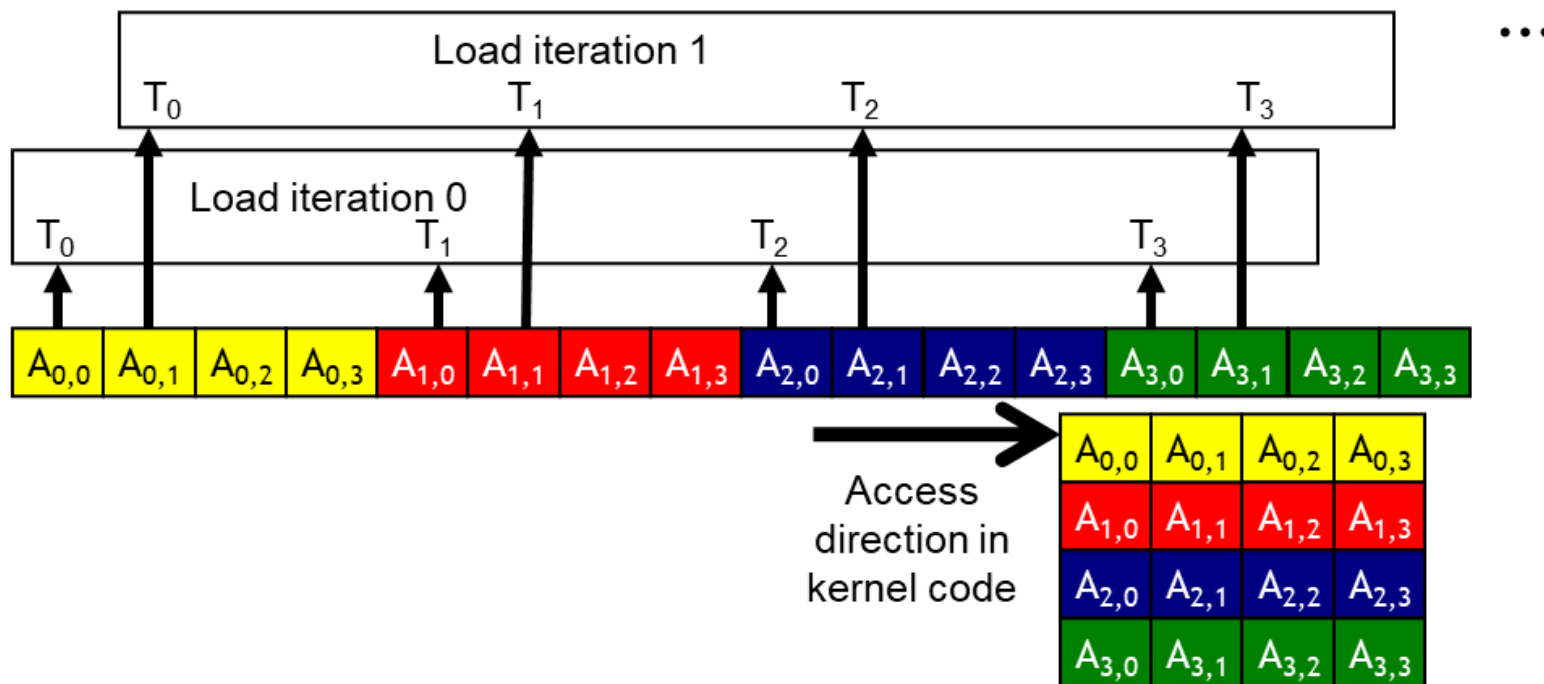 ...
Load iteration 1
T₀ T₁ T₂ T₃
Load iteration 0
T₀ T₁ T₂ T₃
A₀,₀ A₀,₁ A₀,₂ A₀,₃ A₁,₀ A₁,₁ A₁,₂ A₁,₃ A₂,₀ A₂,₁ A₂,₂ A₂,₃ A₃,₀ A₃,₁ A₃,₂ A₃,₃
Access
direction in
kernel code
A₀,₀ A₀,₁ A₀,₂ A₀,₃
A₁,₀ A₁,₁ A₁,₂ A₁,₃
A₂,₀ A₂,₁ A₂,₂ A₂,₃
A₃,₀ A₃,₁ A₃,₂ A₃,₃